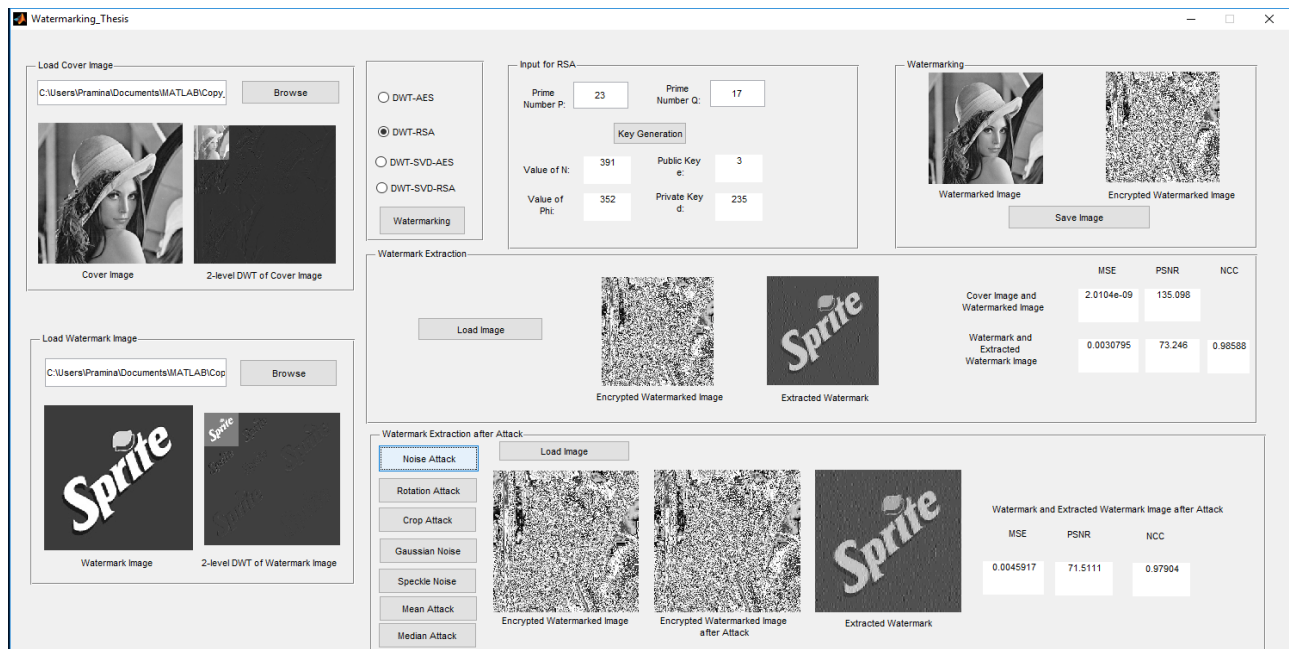 Watermarking_Thesis
Load Cover Image
C:\Users\Pramina\Documents\MATLAB\Copy_
Browse
Cover Image
2-level DWT of Cover Image
DWT-AES
DWT-RSA
DWT-SVD-AES
DWT-SVD-RSA
Watermarking
Input for RSA
Prime
Number P:
23
Prime
Number Q:
17
Key Generation
Value of N:
391
Public Key
e:
3
Value of
Phi:
352
Private Key
d:
235
Watermarking
Watermarked Image
Encrypted Watermarked Image
Save Image
Load Watermark Image
C:\Users\Pramina\Documents\MATLAB\Cop
Browse
Sprite
Sprite
Watermark Image
2-level DWT of Watermark Image
Watermark Extraction
Load Image
Encrypted Watermarked Image
Sprite
Extracted Watermark
MSE
PSNR
NCC
Cover Image and
Watermarked Image
2.0104e-09
135.098
Watermark and
Extracted
Watermark Image
0.0030795
73.246
0.98588
Watermark Extraction after Attack
Noise Attack
Rotation Attack
Crop Attack
Gaussian Noise
Speckle Noise
Mean Attack
Median Attack
Load Image
Encrypted Watermarked Image
Encrypted Watermarked Image
after Attack
Sprite
Extracted Watermark
Watermark and Extracted Watermark Image after Attack
MSE
PSNR
NCC
0.0045917
71.5111
0.97904